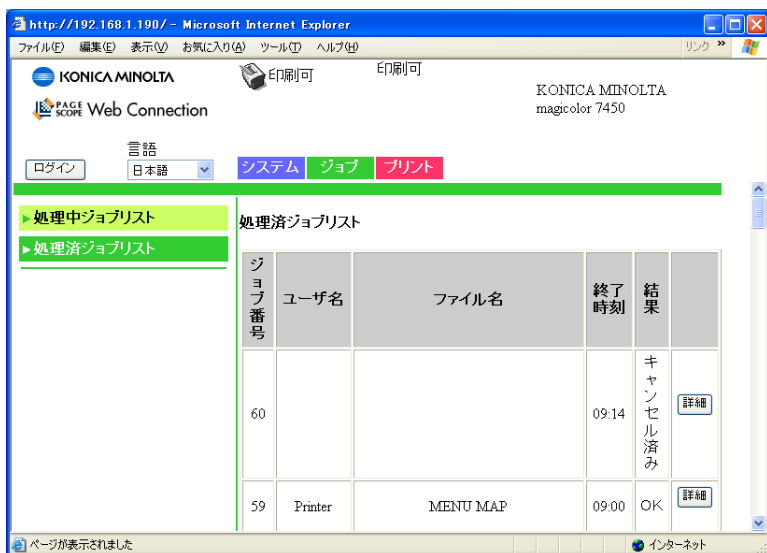 http://192.168.1.190/ - Microsoft Internet Explorer
ファイル(F) 編集(E) 表示(V) お気に入り(A) ツール(T) ヘルプ(H) リンク »
KONICA MINOLTA
印刷可
印刷可
KONICA MINOLTA
magicolor 7450
PAGE SCOPE Web Connection
言語
ログイン 日本語 システム ジョブ プリント
処理中ジョブリスト
処理済ジョブリスト
処理済ジョブリスト
ジョブ番号 ユーザ名 ファイル名 終了時刻 結果
60 09:14 キャンセル済み 詳細
59 Printer MENU MAP 09:00 OK 詳細
ページが表示されました インターネット